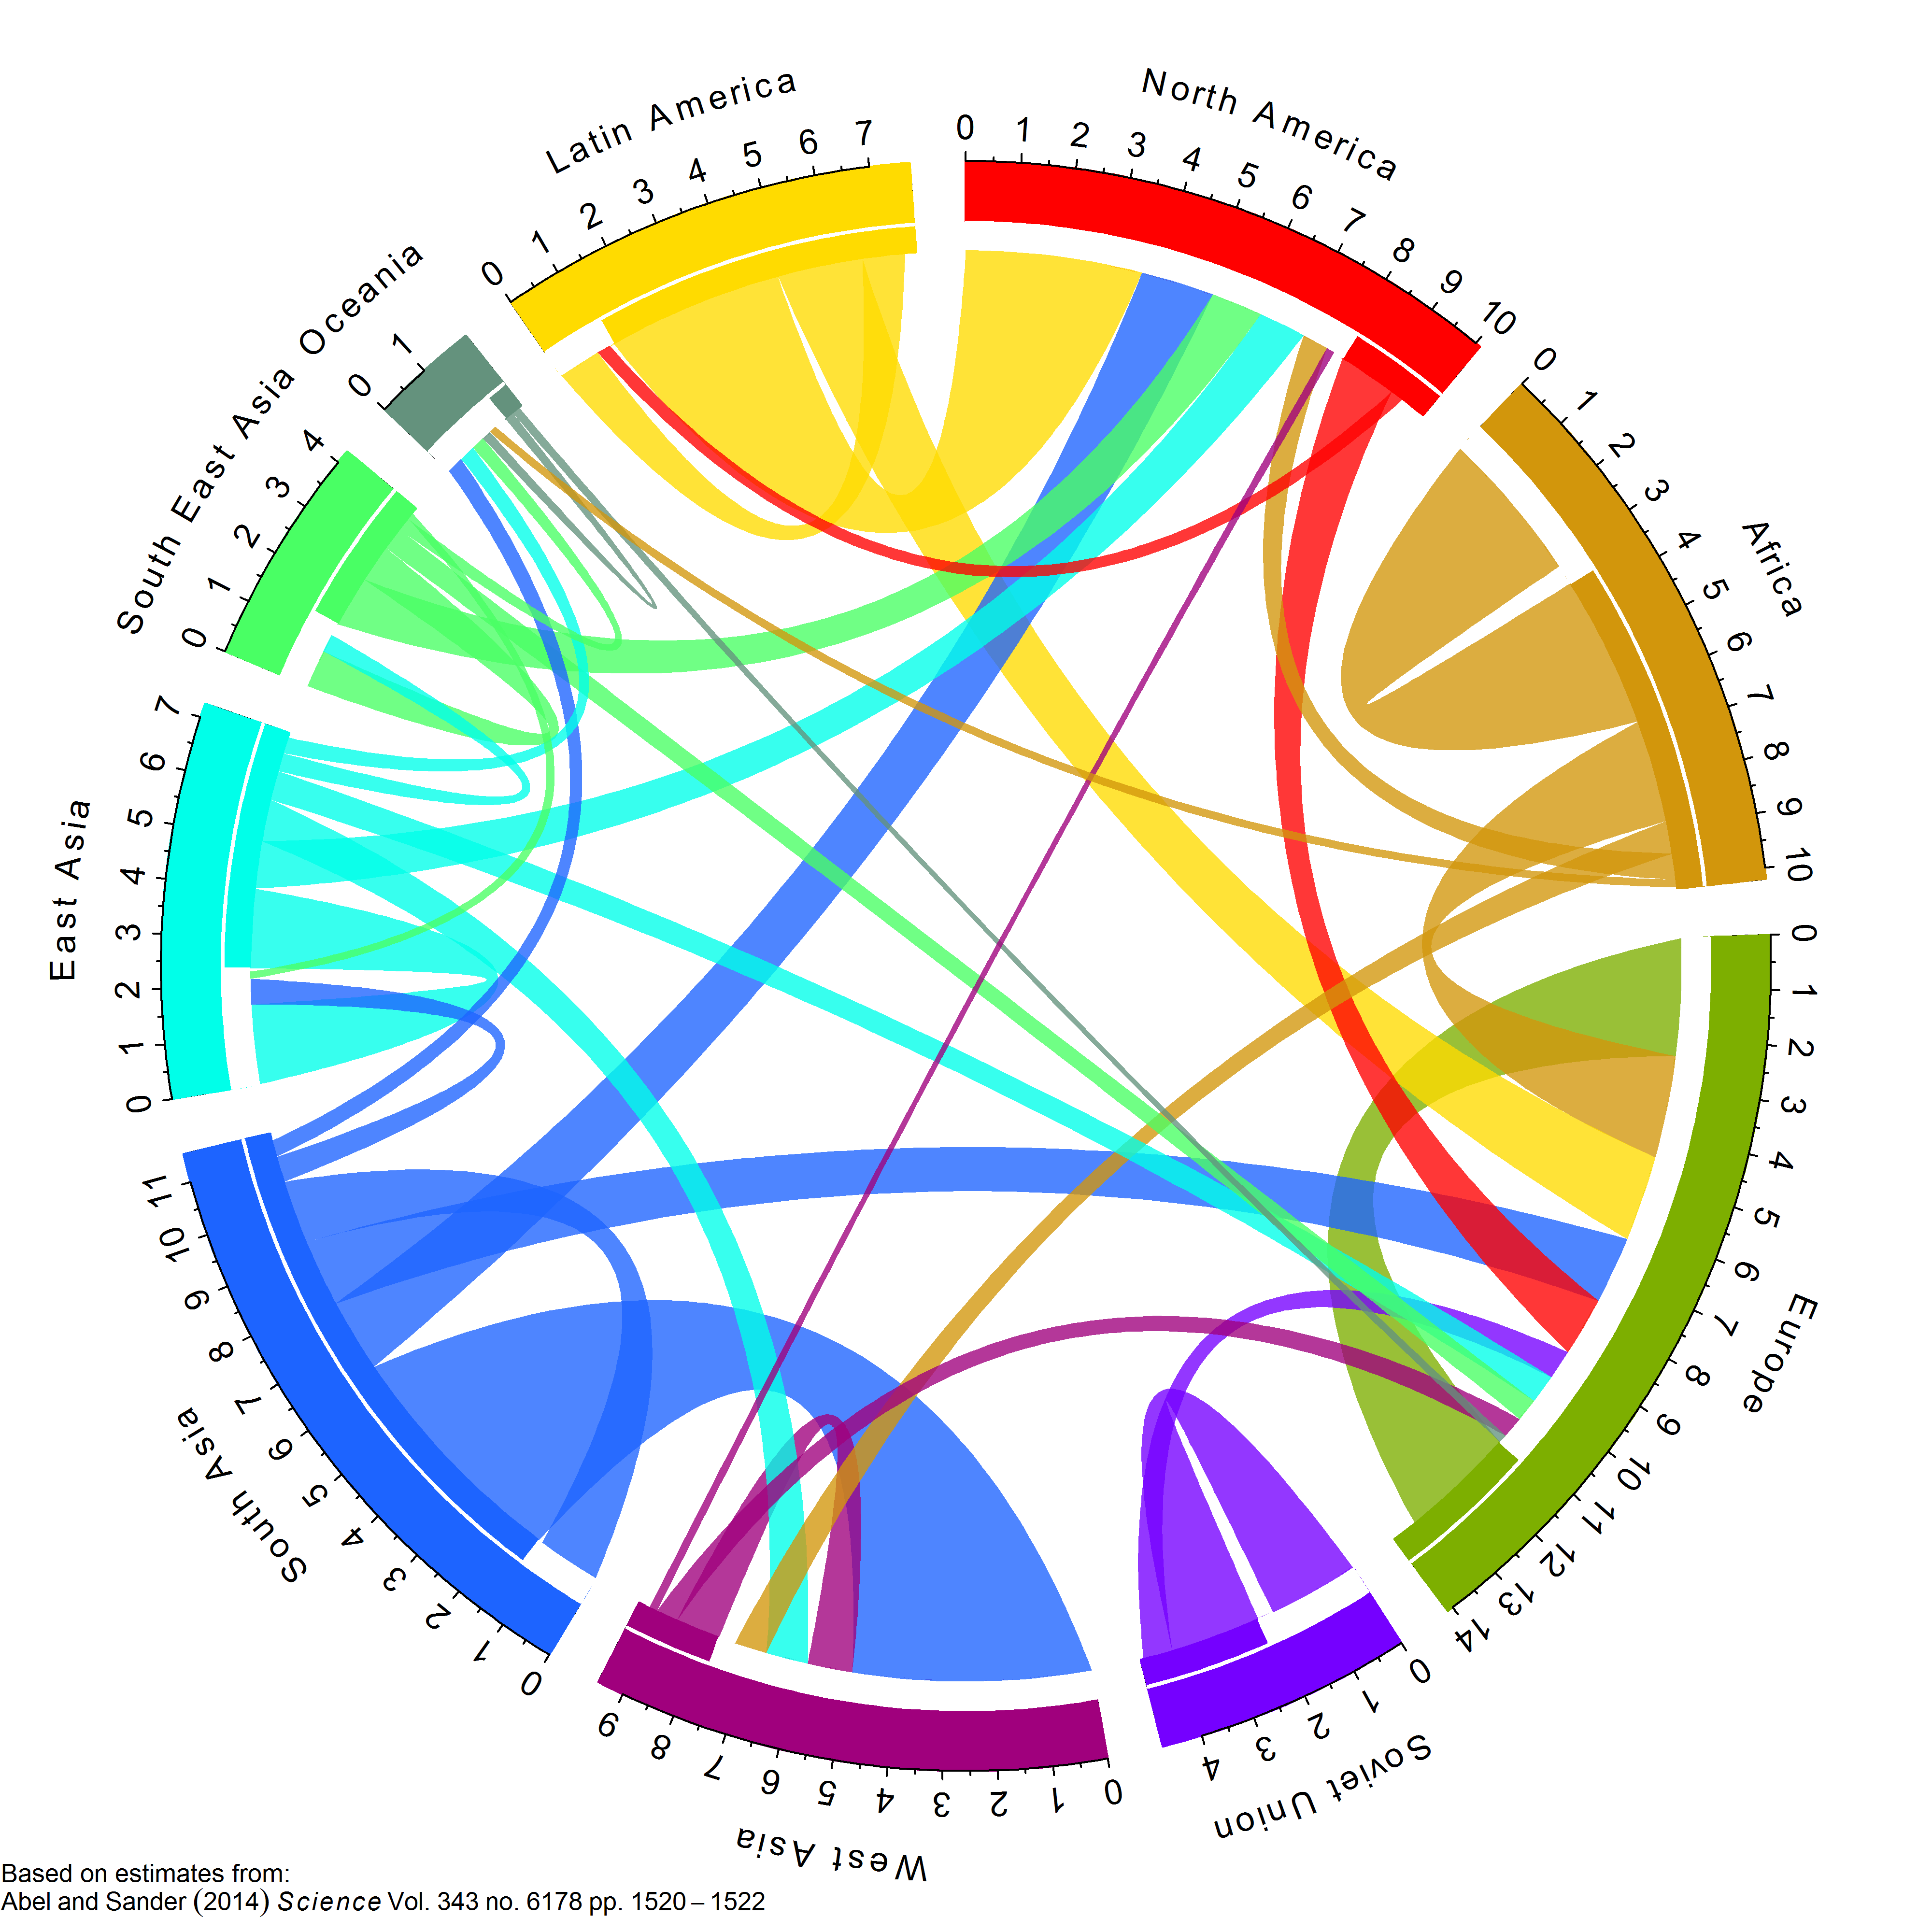 North America
0 1 2 3 4 5 6 7 8 9 10
Africa
0 1 2 3 4 5 6 7 8 9 10
Europe
0 1 2 3 4 5 6 7 8 9 10 11 12 13 14
Soviet Union
0 1 2 3 4
West Asia
0 1 2 3 4 5 6 7 8 9
South Asia
0 1 2 3 4 5 6 7 8 9 10 11
East Asia
0 1 2 3 4 5 6 7
South East Asia
0 1 2 3 4
Oceania
0 1
Latin America
0 1 2 3 4 5 6 7
Based on estimates from:
Abel and Sander (2014) Science Vol. 343 no. 6178 pp. 1520 – 1522